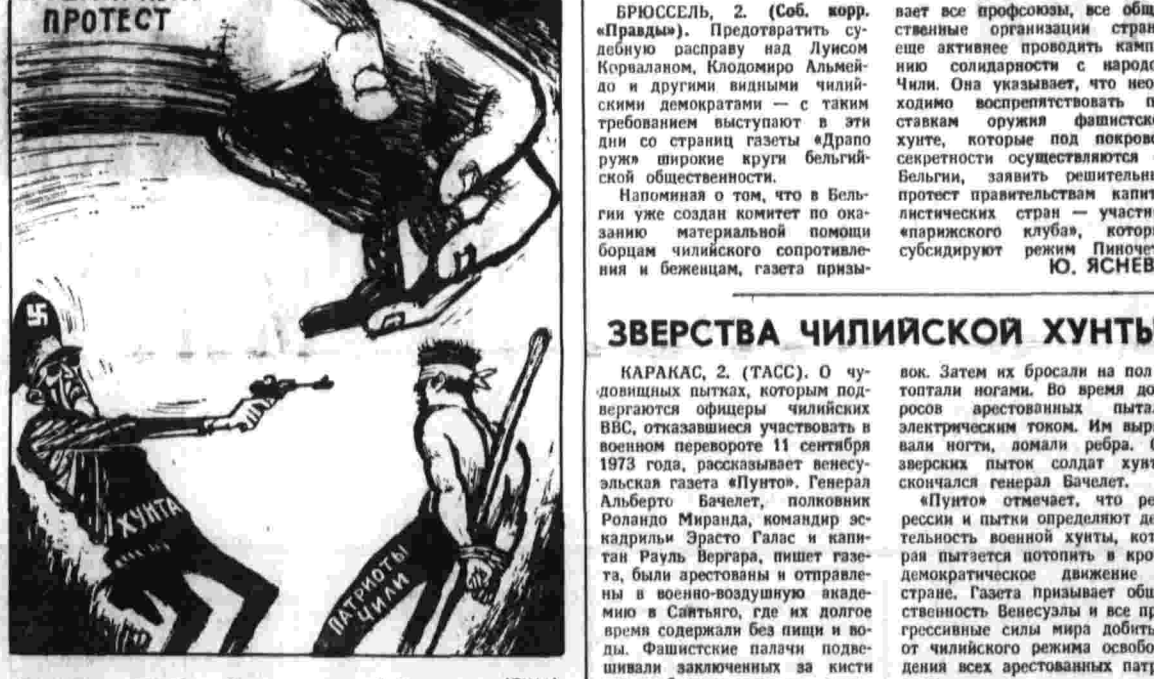 ПРОТЕСТ
ХУНТА
ПАТРИОТЫ
ЧИЛИ
БРЮССЕЛЬ, 2. (Соб. корр.
«Правды»). Предотвратить су-
дебную расправу над Луисом
Корваланом, Клодомиро Альмей-
до и другими видными чилий-
скими демократами — с таким
требованием выступают в эти
дни со страниц газеты «Драпо
руж» широкие круги бельгий-
ской общественности.
Напоминая о том, что в Бель-
гии уже создан комитет по ока-
занию материальной помощи
борцам чилийского сопротивле-
ния и беженцам, газета призы-
вает все профсоюзы, все общ
ственные организации стран
еще активнее проводить камп
нию солидарности с народо
Чили. Она указывает, что нео
ходимо воспрепятствовать п
ставкам оружия фашистско
хунте, которые под покрово
секретности осуществляются
Бельгии, заявить решительны
протест правительствам капит
листических стран — участни
«парижского клуба», которы
субсидируют режим Пиночет
Ю. ЯСНЕВ
ЗВЕРСТВА ЧИЛИЙСКОЙ ХУНТЫ
КАРАКАС, 2. (ТАСС). О чу-
довищных пытках, которым под-
вергаются офицеры чилийских
ВВС, отказавшиеся участвовать в
военном перевороте 11 сентября
1973 года, рассказывает венесу-
эльская газета «Пунто». Генерал
Альберто Бачелет, полковник
Роландо Миранда, командир эс-
кадрильи Эрасто Галас и капи-
тан Рауль Вергара, пишет газе-
та, были арестованы и отправле-
ны в военно-воздушную акаде-
мию в Сантьяго, где их долгое
время содержали без пищи и во-
ды. Фашистские палачи подве-
шивали заключенных за кисти
вок. Затем их бросали на пол
топтали ногами. Во время до
росов арестованных пыта
электрическим током. Им выр
вали ногти, ломали ребра. О
зверских пыток солдат хунт
скончался генерал Бачелет.
«Пунто» отмечает, что ре
рессии и пытки определяют де
тельность военной хунты, кот
рая пытается потопить в кро
демократическое движение
стране. Газета призывает общ
ственность Венесуэлы и все пр
грессивные силы мира добить
от чилийского режима освобо
дения всех арестованных патр